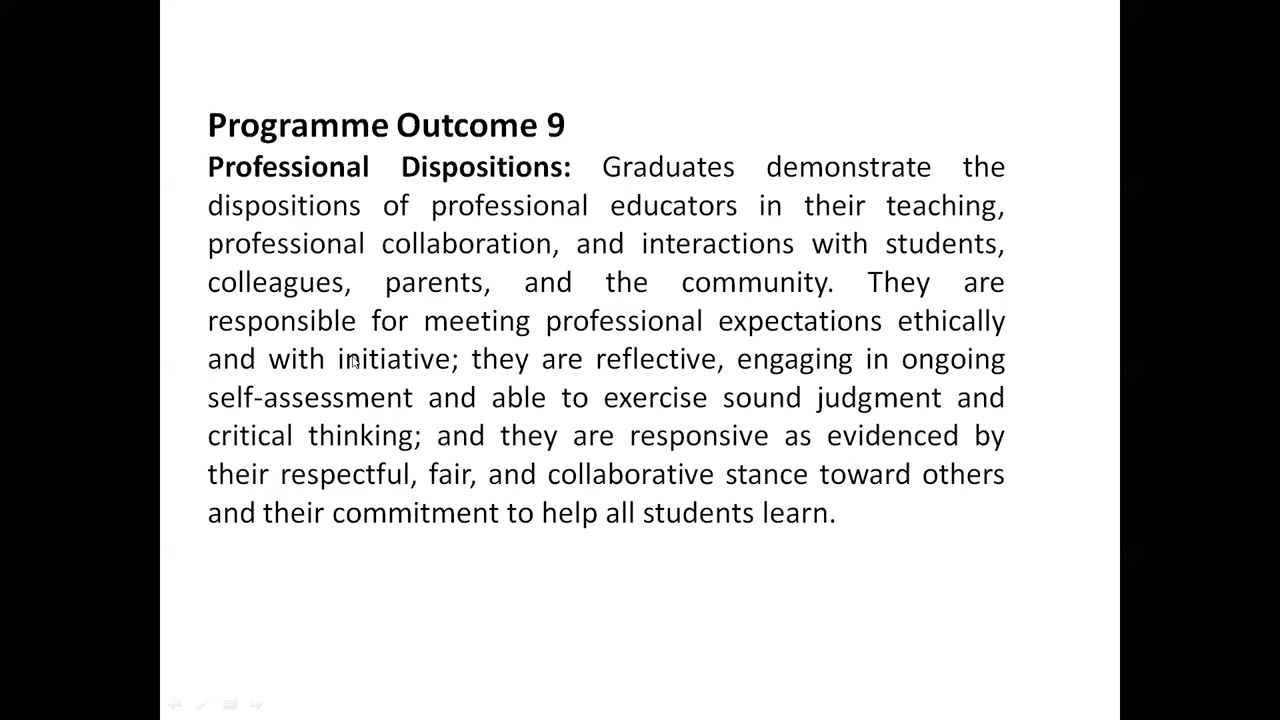 Programme Outcome 9
Professional Dispositions: Graduates demonstrate the
dispositions of professional educators in their teaching,
professional collaboration, and interactions with students,
colleagues, parents, and the community. They are
responsible for meeting professional expectations ethically
and with initiative; they are reflective, engaging in ongoing
self-assessment and able to exercise sound judgment and
critical thinking; and they are responsive as evidenced by
their respectful, fair, and collaborative stance toward others
and their commitment to help all students learn.